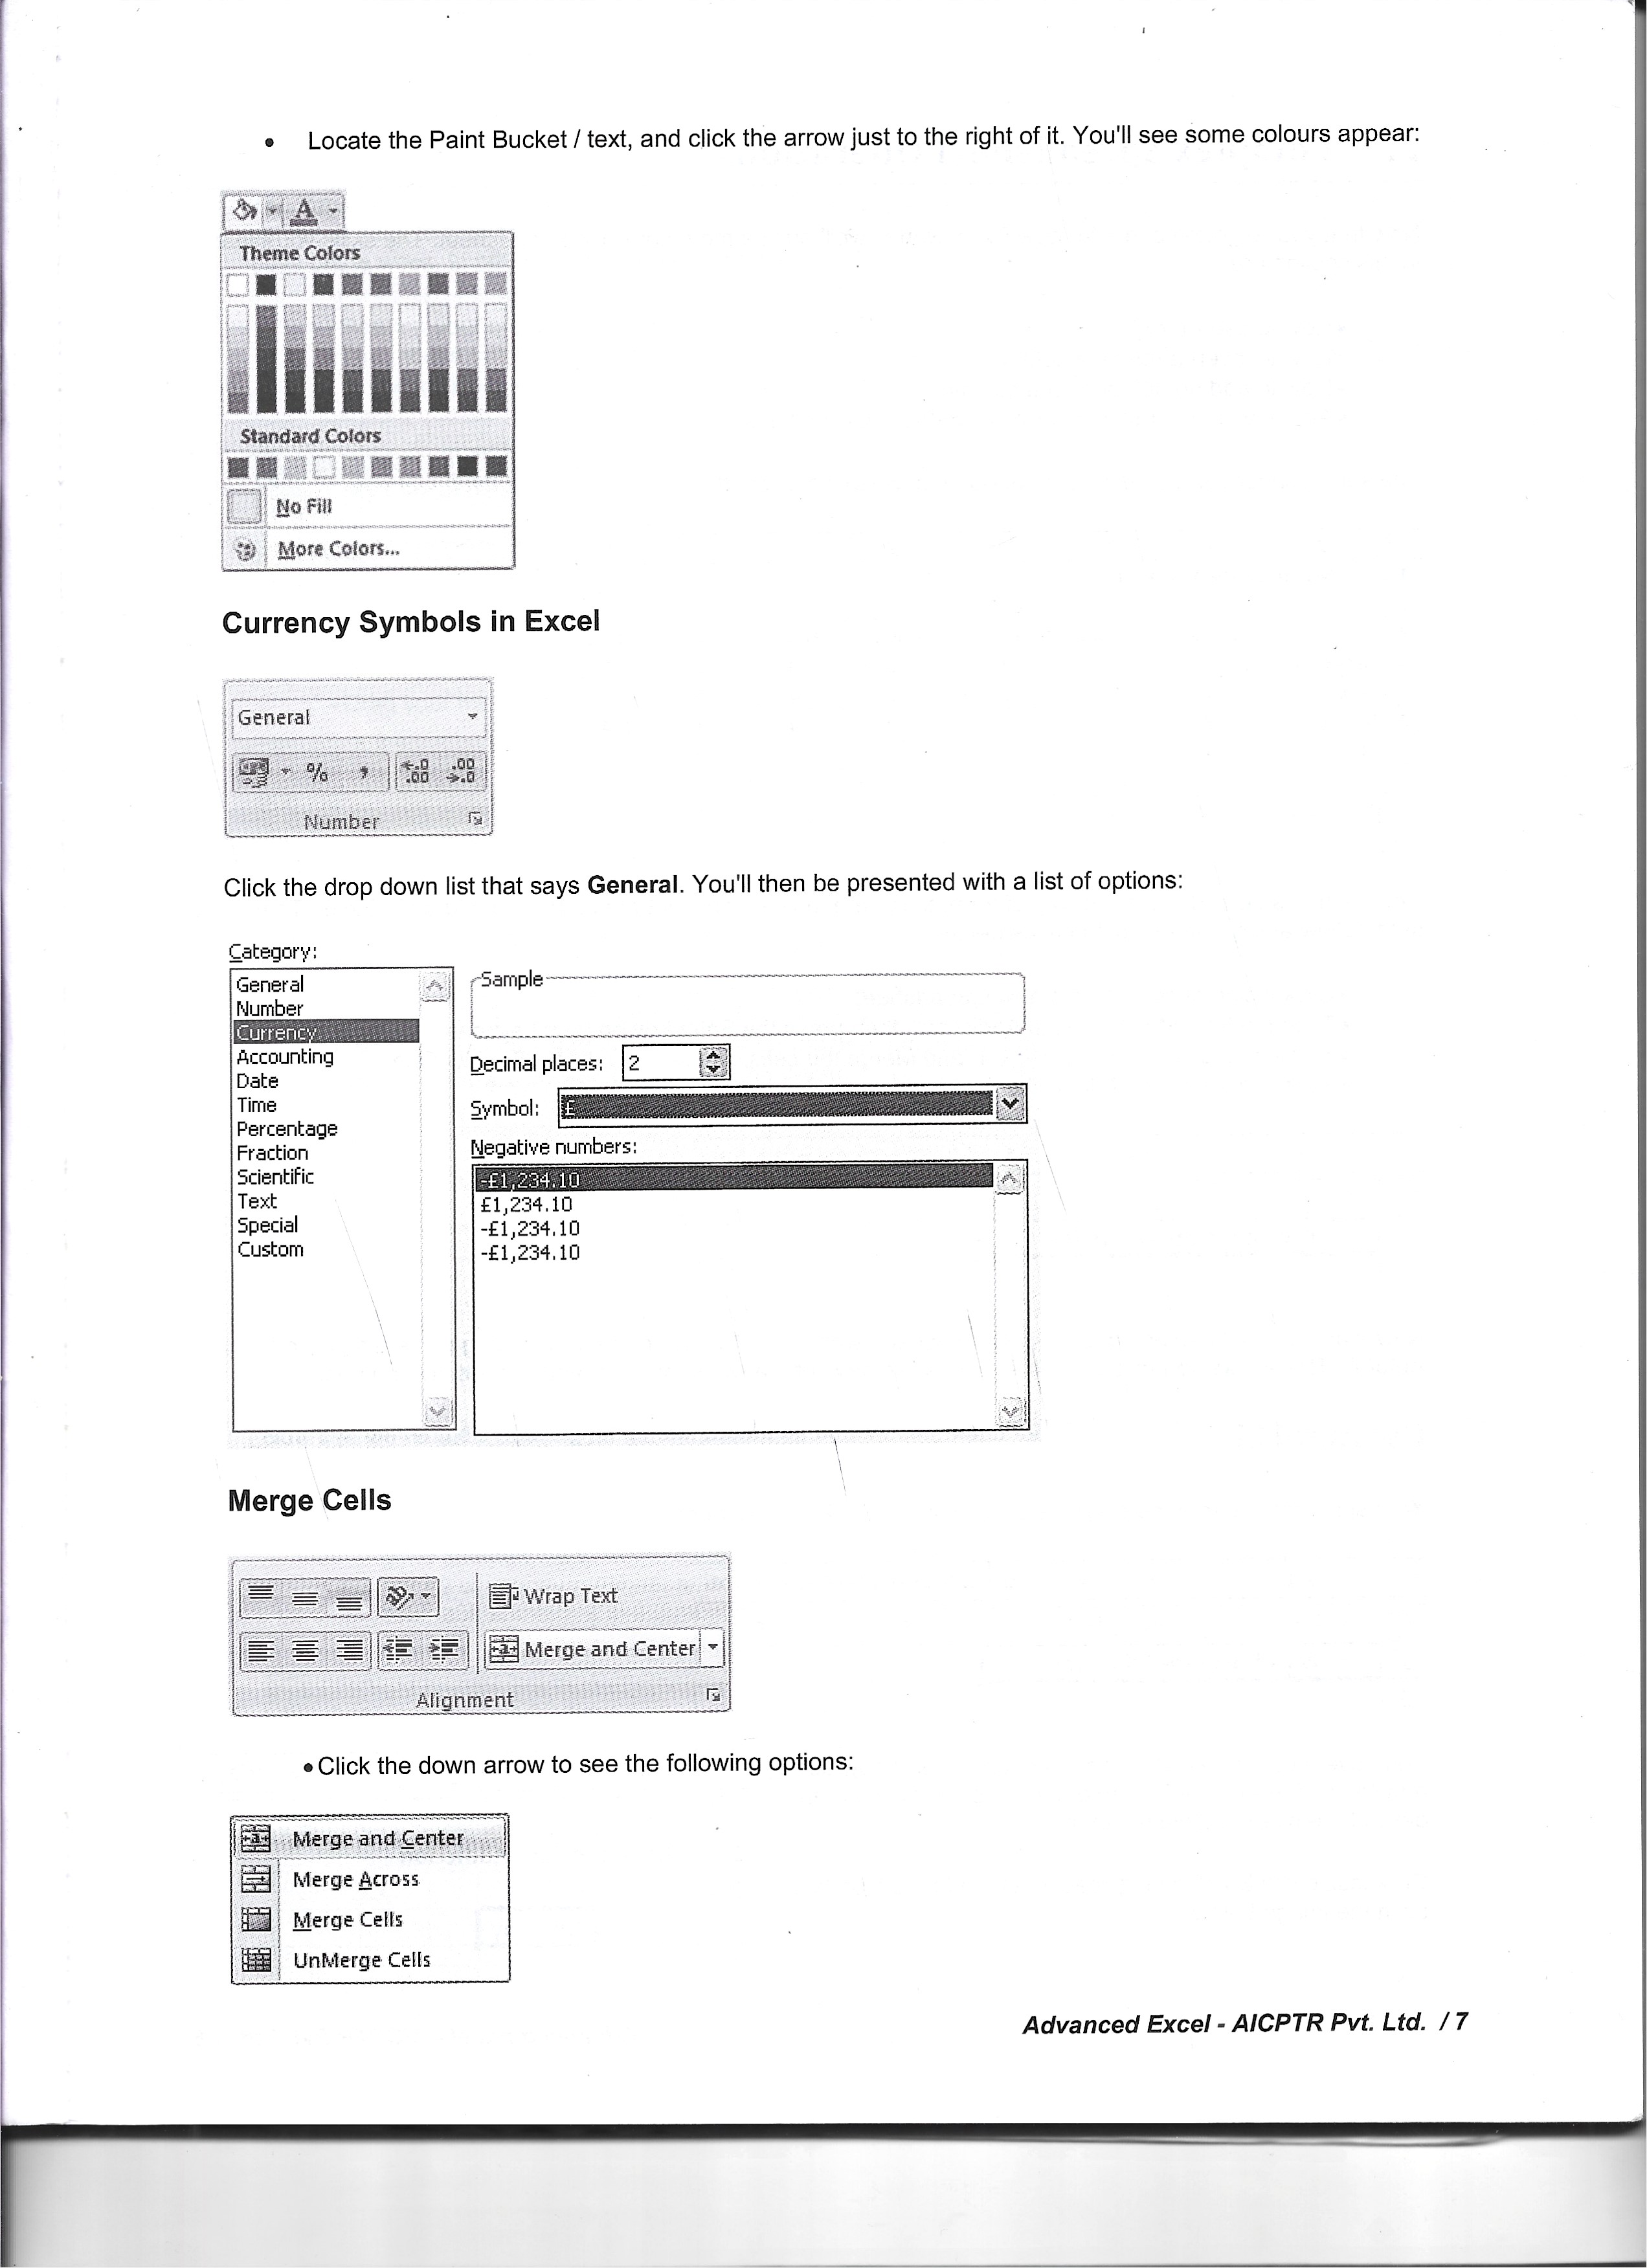 • Locate the Paint Bucket / text, and click the arrow just to the right of it. You'll see some colours appear:
A
Theme Colors
Standard Colors
No Fill
More Colors...
Currency Symbols in Excel
General
% , .0 .00 .00 .0
Number
Click the drop down list that says General. You'll then be presented with a list of options:
Category:
General
Number
Currency
Accounting
Date
Time
Percentage
Fraction
Scientific
Text
Special
Custom
Sample
Decimal places: 2
Symbol: £
Negative numbers:
-£1,234.10
£1,234.10
-£1,234.10
-£1,234.10
Merge Cells
Wrap Text
Merge and Center
Alignment
• Click the down arrow to see the following options:
Merge and Center
Merge Across
Merge Cells
UnMerge Cells
Advanced Excel - AICPTR Pvt. Ltd. / 7